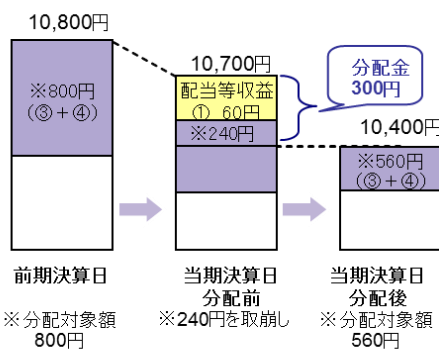 10,800円
※800円
(③+④)
10,700円
配当等収益
① 60円
※240円
分配金
300円
10,400円
※560円
(③+④)
前期決算日
※分配対象額
800円
当期決算日
分配前
※240円を取崩し
当期決算日
分配後
※分配対象額
560円